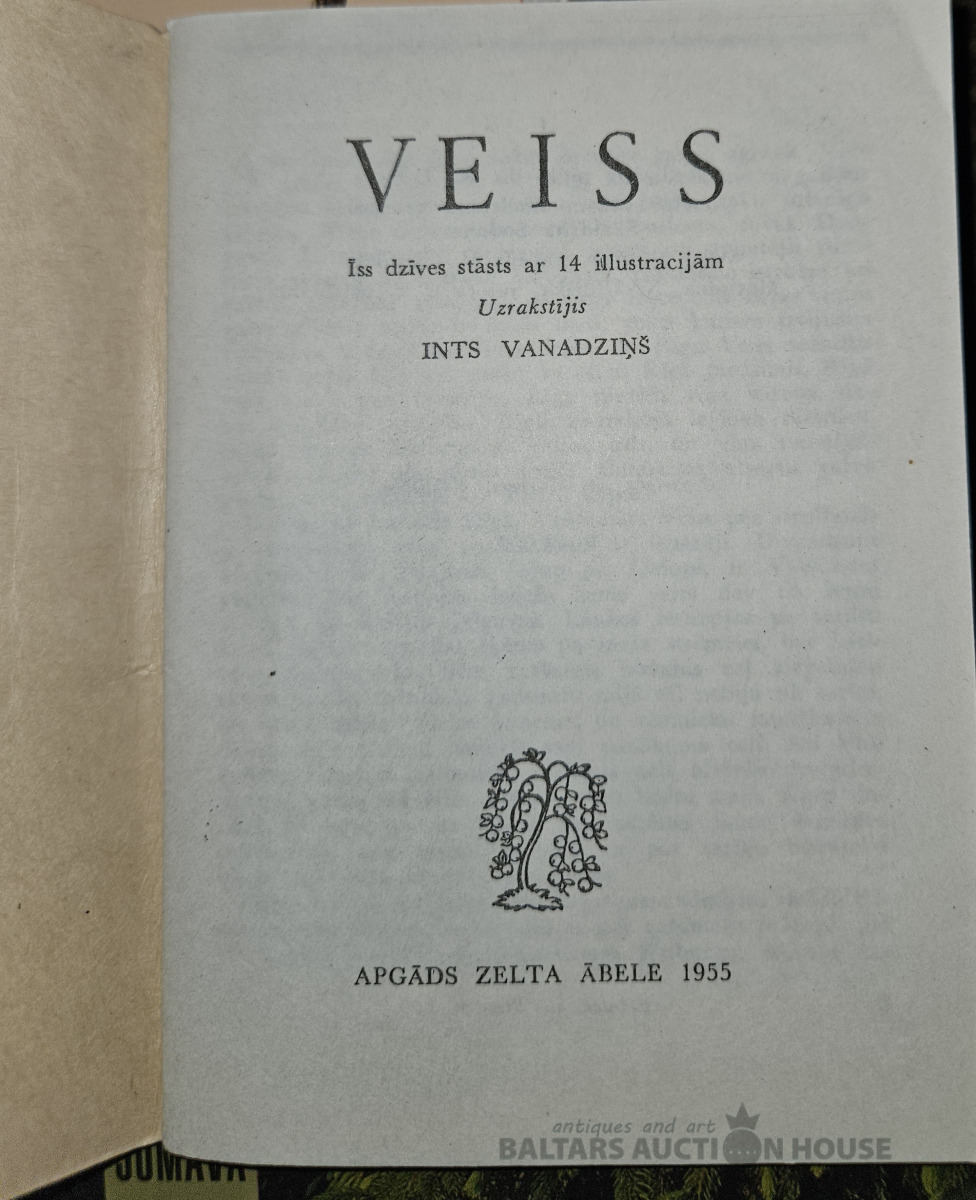 VEISS
Īss dzīves stāsts ar 14 illustracijām
Uzrakstījis
INTS VANADZIŅŠ
APGĀDS ZELTA ĀBELE 1955
antiques and art
BALTARS AUCTION HOUSE
JUMAVA